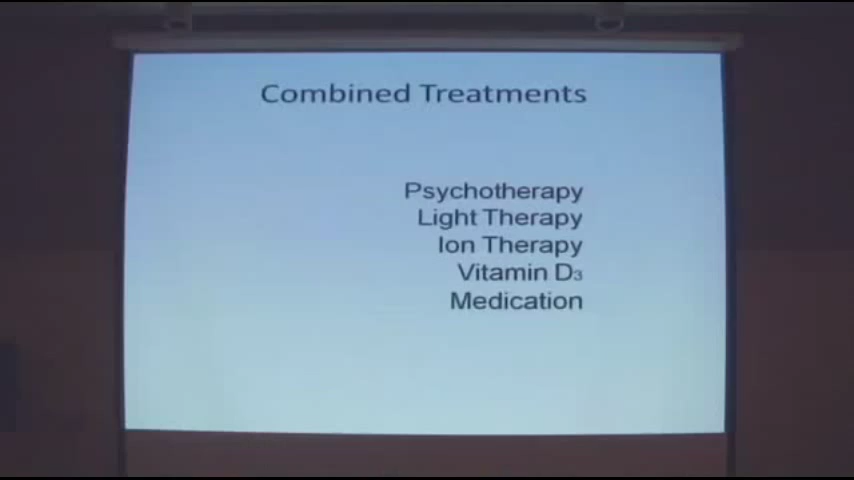 Combined Treatments
Psychotherapy
Light Therapy
Ion Therapy
Vitamin D₃
Medication